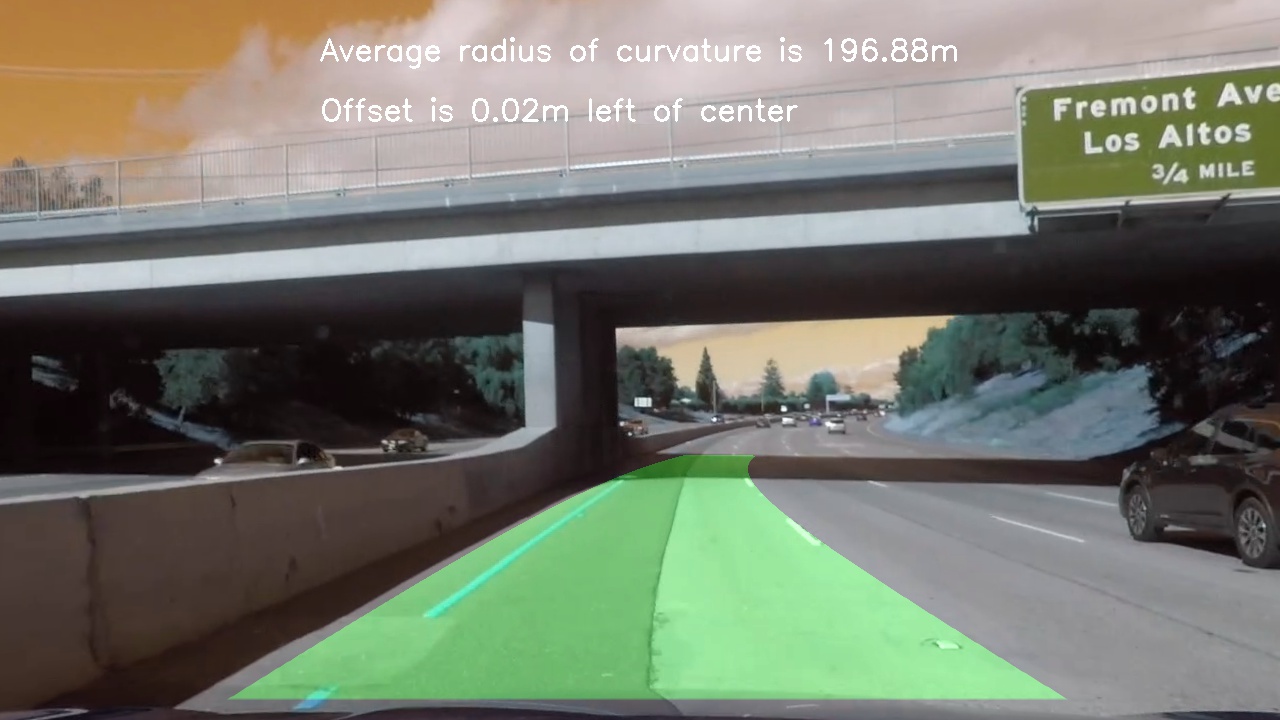 Average radius of curvature is 196.88m
Offset is 0.02m left of center
Fremont Ave
Los Altos
3/4 MILE